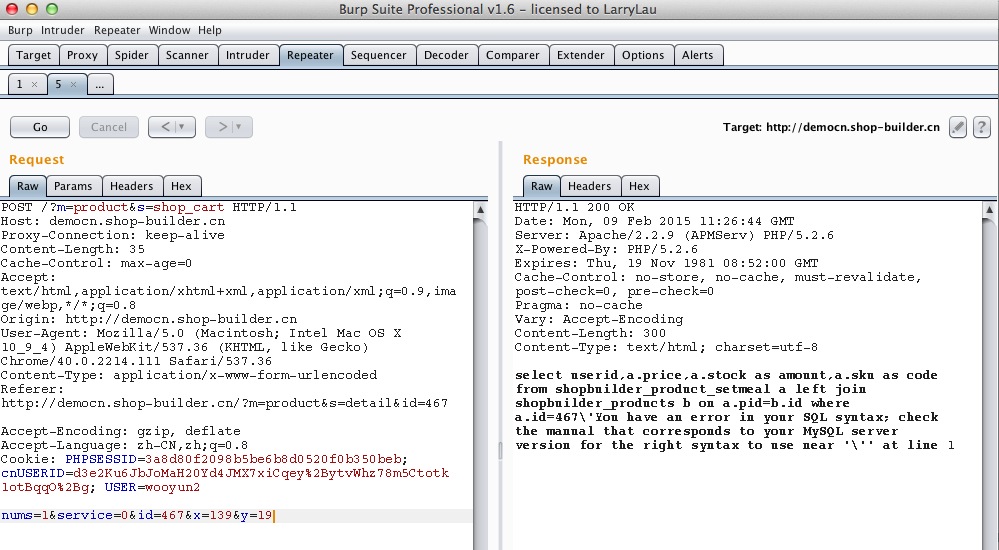 Burp Suite Professional v1.6 - licensed to LarryLau
Burp Intruder Repeater Window Help
Target Proxy Spider Scanner Intruder Repeater Sequencer Decoder Comparer Extender Options Alerts
1 × 5 × ...
Go Cancel < > Target: http://democn.shop-builder.cn ?
Request
Raw Params Headers Hex
POST /?m=product&s=shop_cart HTTP/1.1
Host: democn.shop-builder.cn
Proxy-Connection: keep-alive
Content-Length: 35
Cache-Control: max-age=0
Accept:
text/html,application/xhtml+xml,application/xml;q=0.9,ima
ge/webp,*/*;q=0.8
Origin: http://democn.shop-builder.cn
User-Agent: Mozilla/5.0 (Macintosh; Intel Mac OS X
10_9_4) AppleWebKit/537.36 (KHTML, like Gecko)
Chrome/40.0.2214.111 Safari/537.36
Content-Type: application/x-www-form-urlencoded
Referer:
http://democn.shop-builder.cn/?m=product&s=detail&id=467
Accept-Encoding: gzip, deflate
Accept-Language: zh-CN,zh;q=0.8
Cookie: PHPSESSID=3a8d80f2098b5be6b8d0520f0b350beb;
cnUSERID=d3e2Ku6JbJoMaH20Yd4JMX7xiCqey%2BytvWhz78m5Ctotk
1otBqqO%2Bg; USER=wooyun2
nums=1&service=0&id=467&x=139&y=19
Response
Raw Headers Hex
HTTP/1.1 200 OK
Date: Mon, 09 Feb 2015 11:26:44 GMT
Server: Apache/2.2.9 (APMServ) PHP/5.2.6
X-Powered-By: PHP/5.2.6
Expires: Thu, 19 Nov 1981 08:52:00 GMT
Cache-Control: no-store, no-cache, must-revalidate,
post-check=0, pre-check=0
Pragma: no-cache
Vary: Accept-Encoding
Content-Length: 300
Content-Type: text/html; charset=utf-8
select userid,a.price,a.stock as amount,a.sku as code
from shopbuilder_product_setmeal a left join
shopbuilder_products b on a.pid=b.id where
a.id=467\'You have an error in your SQL syntax; check
the manual that corresponds to your MySQL server
version for the right syntax to use near '\'' at line 1